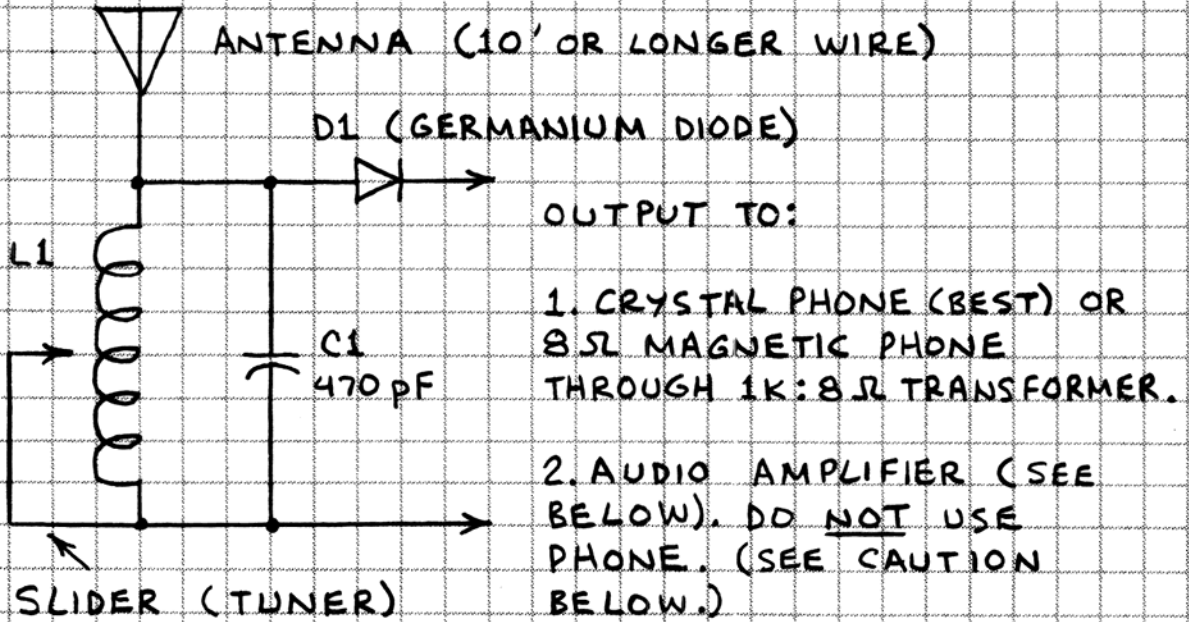 ANTENNA (10' OR LONGER WIRE)
D1 (GERMANIUM DIODE)
OUTPUT TO:
L1
1. CRYSTAL PHONE (BEST) OR
8Ω MAGNETIC PHONE
THROUGH 1K:8Ω TRANSFORMER.
C1
470 pF
2. AUDIO AMPLIFIER (SEE
BELOW). DO NOT USE
PHONE. (SEE CAUTION
BELOW.)
SLIDER (TUNER)